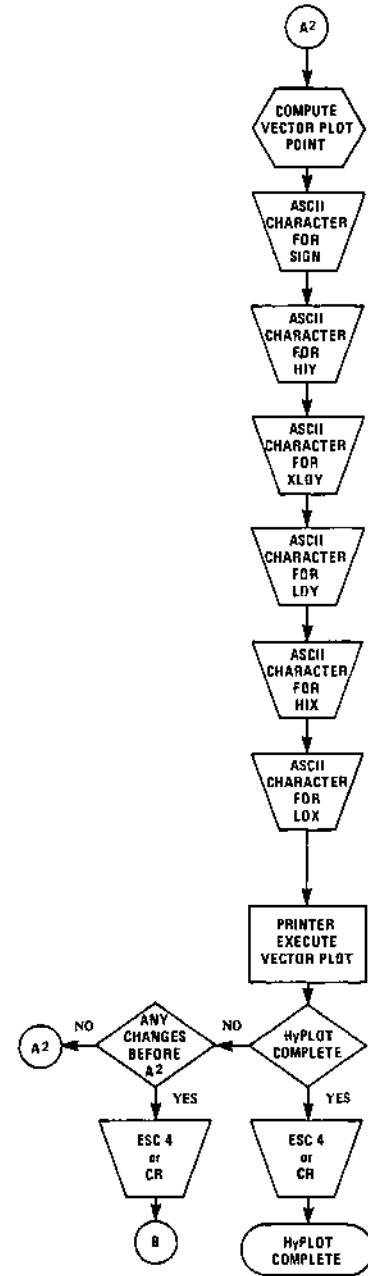 A2
COMPUTE
VECTOR PLOT
POINT
ASCII
CHARACTER
FOR
SIGN
ASCII
CHARACTER
FOR
HIY
ASCII
CHARACTER
FOR
XLOY
ASCII
CHARACTER
FOR
LOY
ASCII
CHARACTER
FOR
HIX
ASCII
CHARACTER
FOR
LOX
PRINTER
EXECUTE
VECTOR PLOT
HyPLOT
COMPLETE
NO
ANY
CHANGES
BEFORE
A2
NO
A2
YES
ESC 4
or
CR
B
YES
ESC 4
or
CR
HyPLOT
COMPLETE